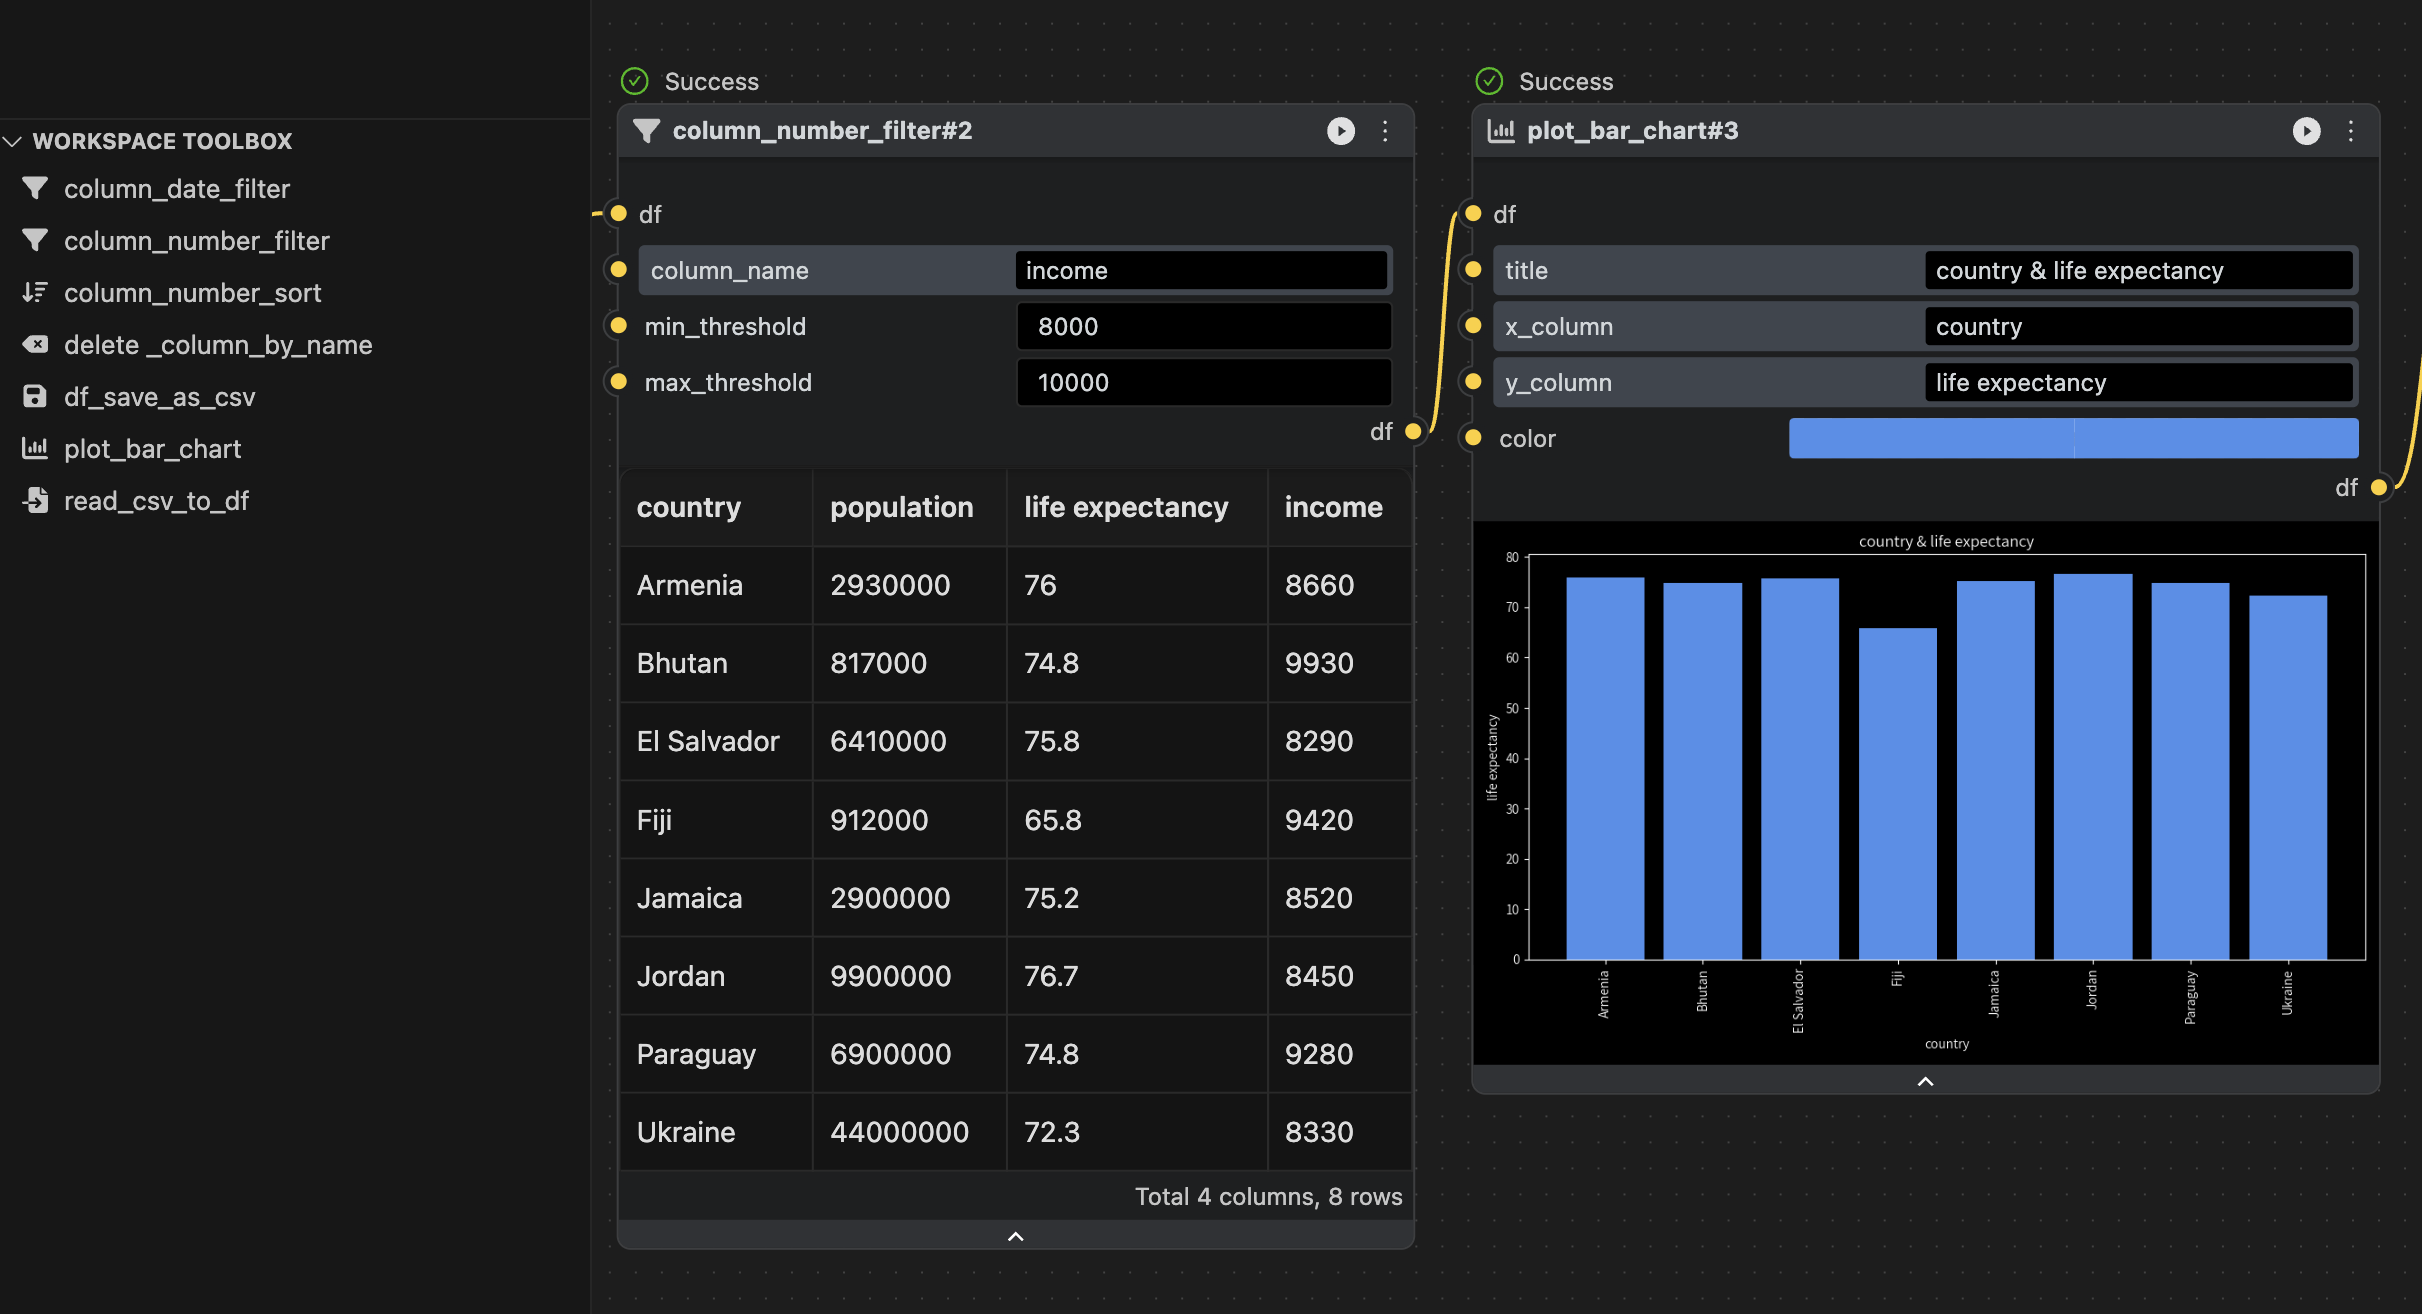 WORKSPACE TOOLBOX
column_date_filter
column_number_filter
column_number_sort
delete _column_by_name
df_save_as_csv
plot_bar_chart
read_csv_to_df
Success
column_number_filter#2
df
column_name income
min_threshold 8000
max_threshold 10000
df
country population life expectancy income
Armenia 2930000 76 8660
Bhutan 817000 74.8 9930
El Salvador 6410000 75.8 8290
Fiji 912000 65.8 9420
Jamaica 2900000 75.2 8520
Jordan 9900000 76.7 8450
Paraguay 6900000 74.8 9280
Ukraine 44000000 72.3 8330
Total 4 columns, 8 rows
Success
plot_bar_chart#3
df
title country & life expectancy
x_column country
y_column life expectancy
color
df
country & life expectancy
80
70
60
50
40
30
20
10
0
life expectancy
Armenia
Bhutan
El Salvador
Fiji
Jamaica
Jordan
Paraguay
Ukraine
country